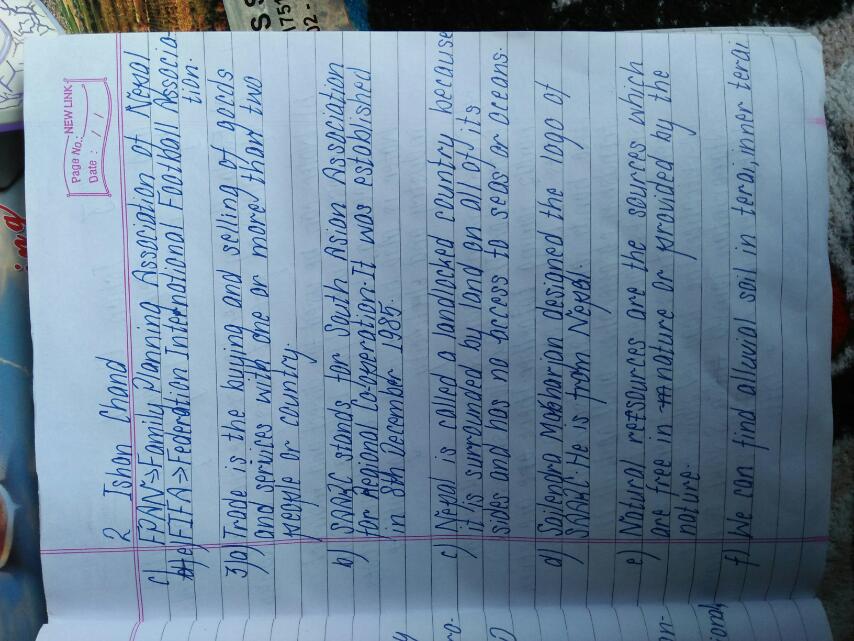 Page No.: NEW LINK
Date : / /
2 Ishan Chand
c) FPAN=>Family Planning Association of Nepal
e) FIFA=>Federation International Football Associa
tion.
3)a) Trade is the buying and selling of goods
and services with one or more than two
people or country.
b) SAARC stands for South Asian Association
for Regional Co-operation. It was established
in 8th December 1985.
c) Nepal is called a landlocked country because
it is surrounded by land on all of its
sides and has no access to seas or oceans.
d) Sailendra Maharjan designed the logo of
SAARC. He is from Nepal.
e) Natural retsources are the sources which
are free in nature or provided by the
nature.
f) We can find alluvial soil in terai, inner terai